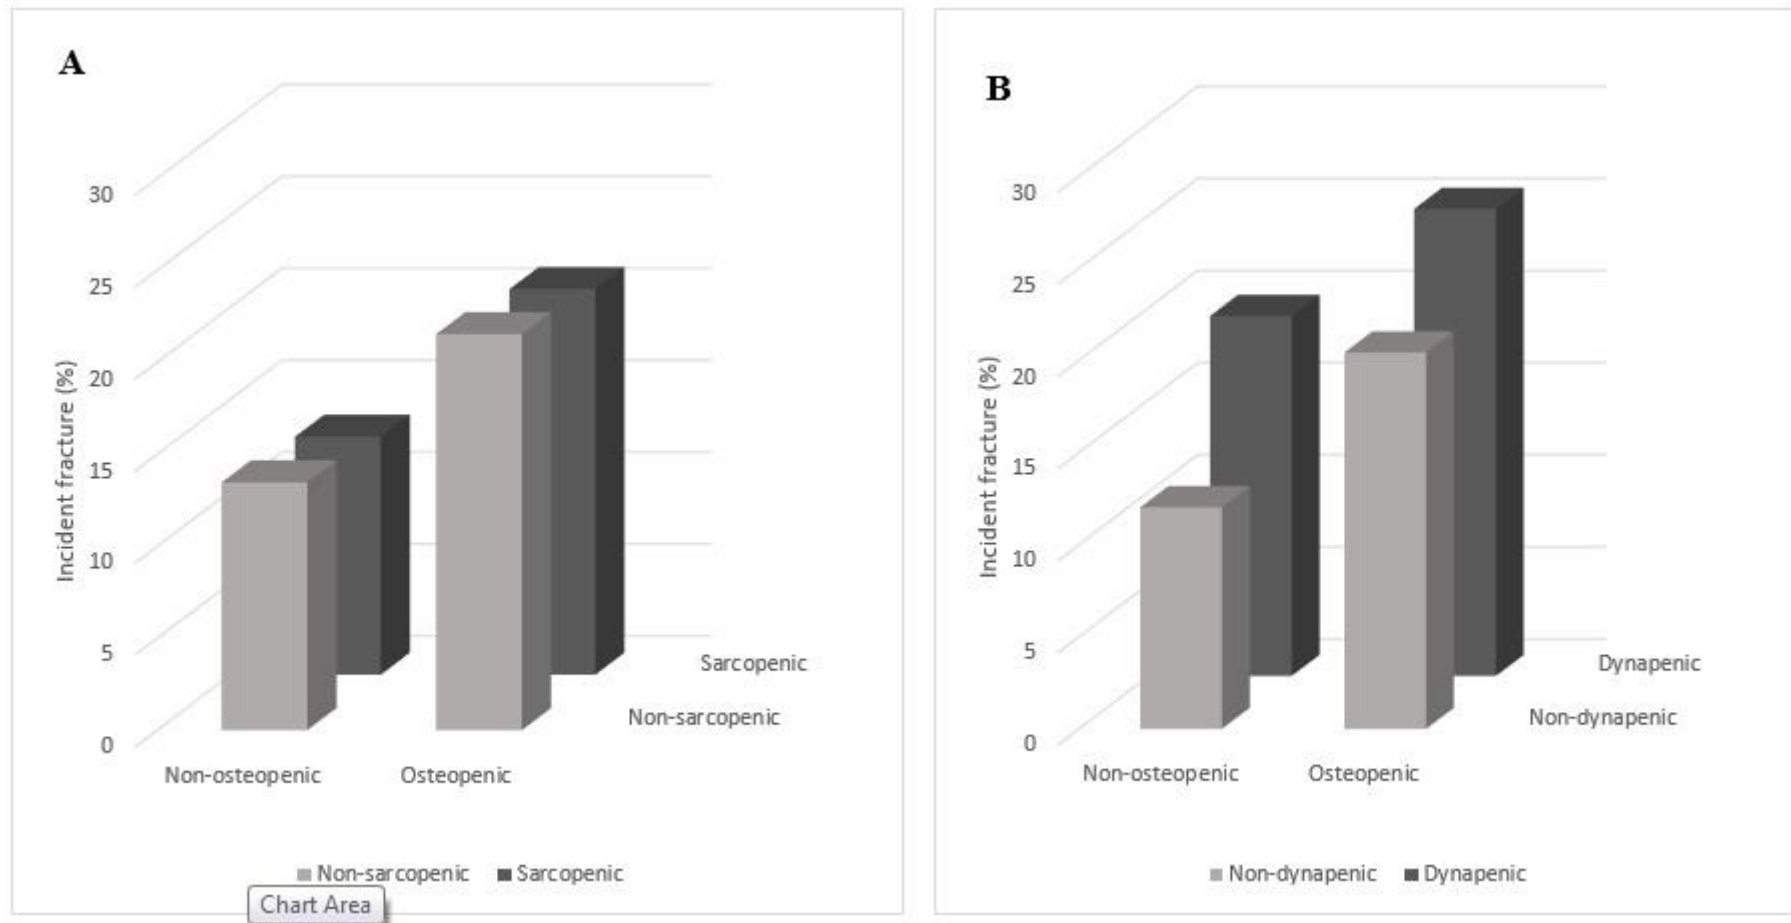 A
30
25
20
15
10
5
0
Incident fracture (%)
Sarcopenic
Non-sarcopenic
Non-osteopenic Osteopenic
Non-sarcopenic Sarcopenic
Chart Area
B
30
25
20
15
10
5
0
Incident fracture (%)
Dynapenic
Non-dynapenic
Non-osteopenic Osteopenic
Non-dynapenic Dynapenic